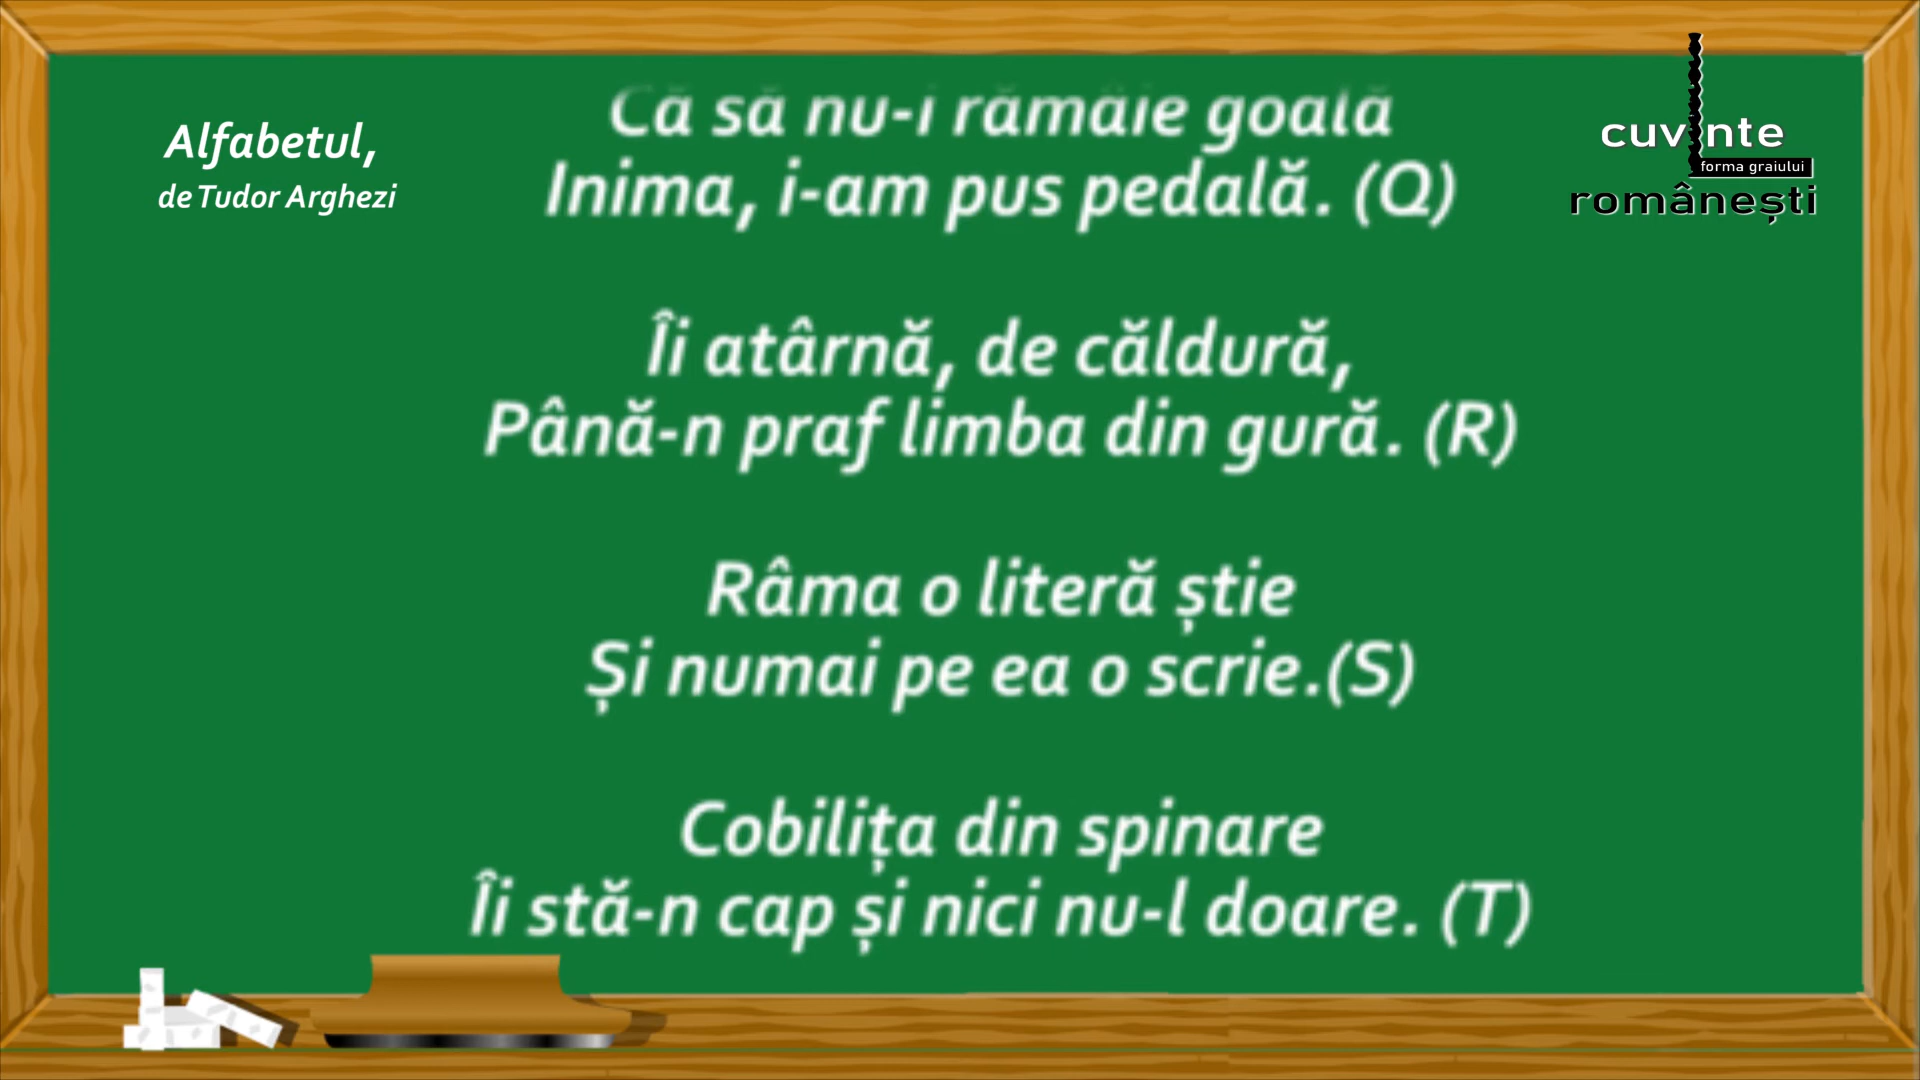 Alfabetul,
de Tudor Arghezi
Că să nu-i rămâie goală
Inima, i-am pus pedală. (Q)
Îi atârnă, de căldură,
Până-n praf limba din gură. (R)
Râma o literă știe
Și numai pe ea o scrie.(S)
Cobilița din spinare
Îi stă-n cap și nici nu-l doare. (T)
cuvinte
forma graiului
românești